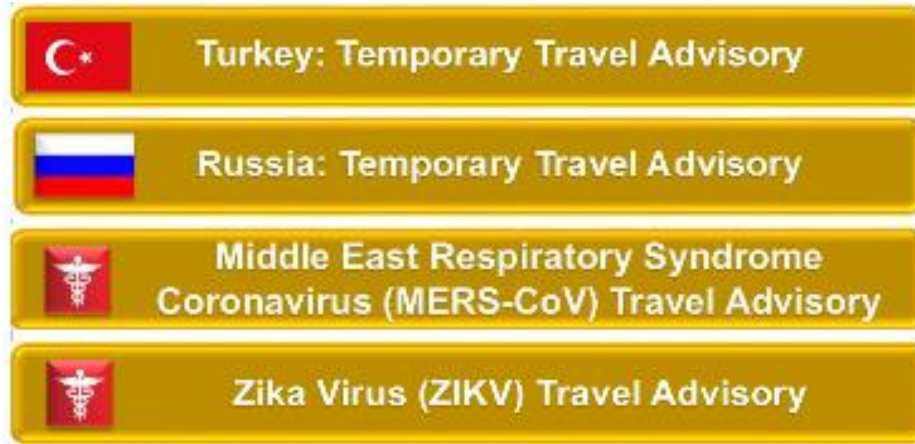 Turkey: Temporary Travel Advisory
Russia: Temporary Travel Advisory
Middle East Respiratory Syndrome
Coronavirus (MERS-CoV) Travel Advisory
Zika Virus (ZIKV) Travel Advisory